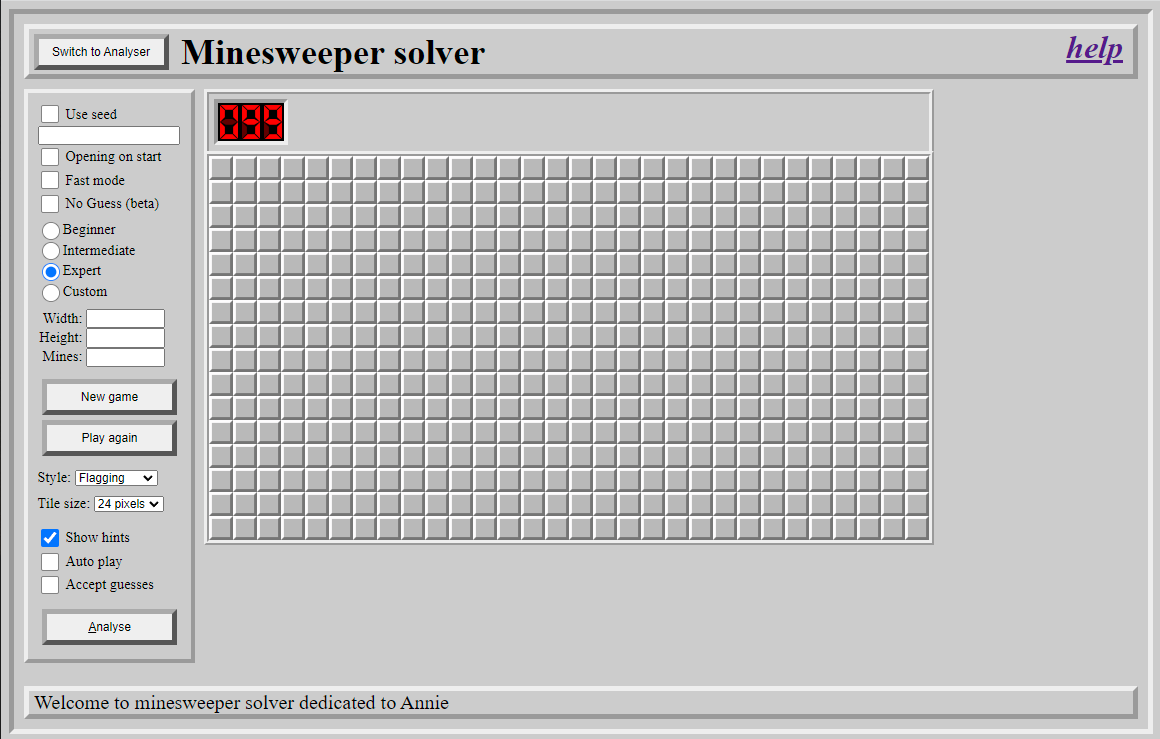 Switch to Analyser
Minesweeper solver
help
Use seed
Opening on start
Fast mode
No Guess (beta)
Beginner
Intermediate
Expert
Custom
Width:
Height:
Mines:
New game
Play again
Style: Flagging
Tile size: 24 pixels
Show hints
Auto play
Accept guesses
Analyse
Welcome to minesweeper solver dedicated to Annie